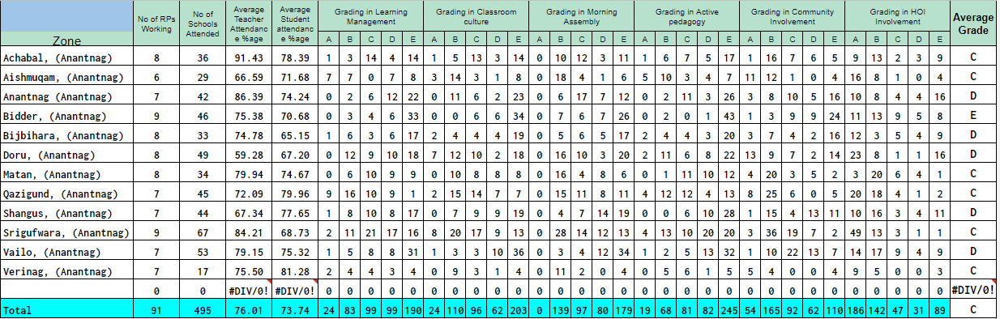 Zone No of RPs Working No of Schools Attended Average Teacher Attendanc e %age Average Student attendanc e %age Grading in Learning Management Grading in Classroom culture Grading in Morning Assembly Grading in Active pedagogy Grading in Community Involvement Grading in HOI Involvement Average Grade
A B C D E A B C D E A B C D E A B C D E A B C D E A B C D E
Achabal, (Anantnag) 8 36 91.43 78.39 1 3 14 4 14 1 5 13 3 14 0 10 12 3 11 1 6 7 5 17 1 16 7 6 5 9 13 2 3 9 C
Aishmuqam, (Anantnag) 6 29 66.59 71.68 7 7 0 7 8 3 14 3 1 8 0 18 4 1 6 5 10 3 4 7 11 12 1 0 4 16 8 1 0 4 C
Anantnag (Anantnag) 7 42 86.39 74.24 0 2 6 12 22 0 11 6 2 23 0 6 17 7 12 0 2 11 3 26 3 8 10 5 16 10 8 4 4 16 D
Bidder, (Anantnag) 9 46 75.38 70.68 0 3 4 6 33 0 0 6 6 34 0 7 6 7 26 0 2 0 1 43 1 3 9 9 24 11 13 9 5 8 E
Bijbihara, (Anantnag) 8 33 74.78 65.15 1 6 3 6 17 2 4 4 4 19 0 5 6 5 17 2 4 4 3 20 3 7 4 2 16 12 3 5 4 9 D
Doru, (Anantnag) 8 49 59.28 67.20 0 12 9 10 18 7 12 10 2 18 0 16 10 3 20 2 11 6 8 22 13 9 7 2 14 23 8 1 1 16 D
Matan, (Anantnag) 8 34 79.94 74.67 0 6 10 9 9 0 10 8 8 8 0 16 4 8 6 0 1 11 10 12 4 20 3 5 2 3 20 6 4 1 C
Qazigund, (Anantnag) 7 45 72.09 79.96 9 16 10 9 1 2 15 14 7 7 0 15 11 8 11 4 12 12 4 13 8 25 6 0 5 20 18 4 1 2 C
Shangus, (Anantnag) 7 44 67.34 77.65 1 8 10 8 17 0 7 9 9 19 0 4 7 14 19 0 0 6 10 28 1 15 4 13 11 10 16 3 4 11 D
Srigufwara, (Anantnag) 9 67 84.21 68.73 2 11 21 17 16 8 20 17 9 13 0 28 14 12 13 4 13 10 20 20 3 36 19 7 2 49 13 3 1 1 C
Vailo, (Anantnag) 7 53 79.15 75.32 1 5 8 8 31 1 3 3 10 36 0 3 4 12 34 1 2 5 13 32 1 10 22 13 7 14 17 9 4 9 D
Verinag, (Anantnag) 7 17 75.50 81.28 2 4 4 3 4 0 9 3 1 4 0 11 2 0 4 0 5 6 1 5 5 4 0 0 4 9 5 0 0 3 C
0 0 #DIV/0! #DIV/0! 0 0 0 0 0 0 0 0 0 0 0 0 0 0 0 0 0 0 0 0 0 0 0 0 0 0 0 0 0 0 #DIV/0!
Total 91 495 76.01 73.74 24 83 99 99 190 24 110 96 62 203 0 139 97 80 179 19 68 81 82 245 54 165 92 62 110 186 142 47 31 89 C